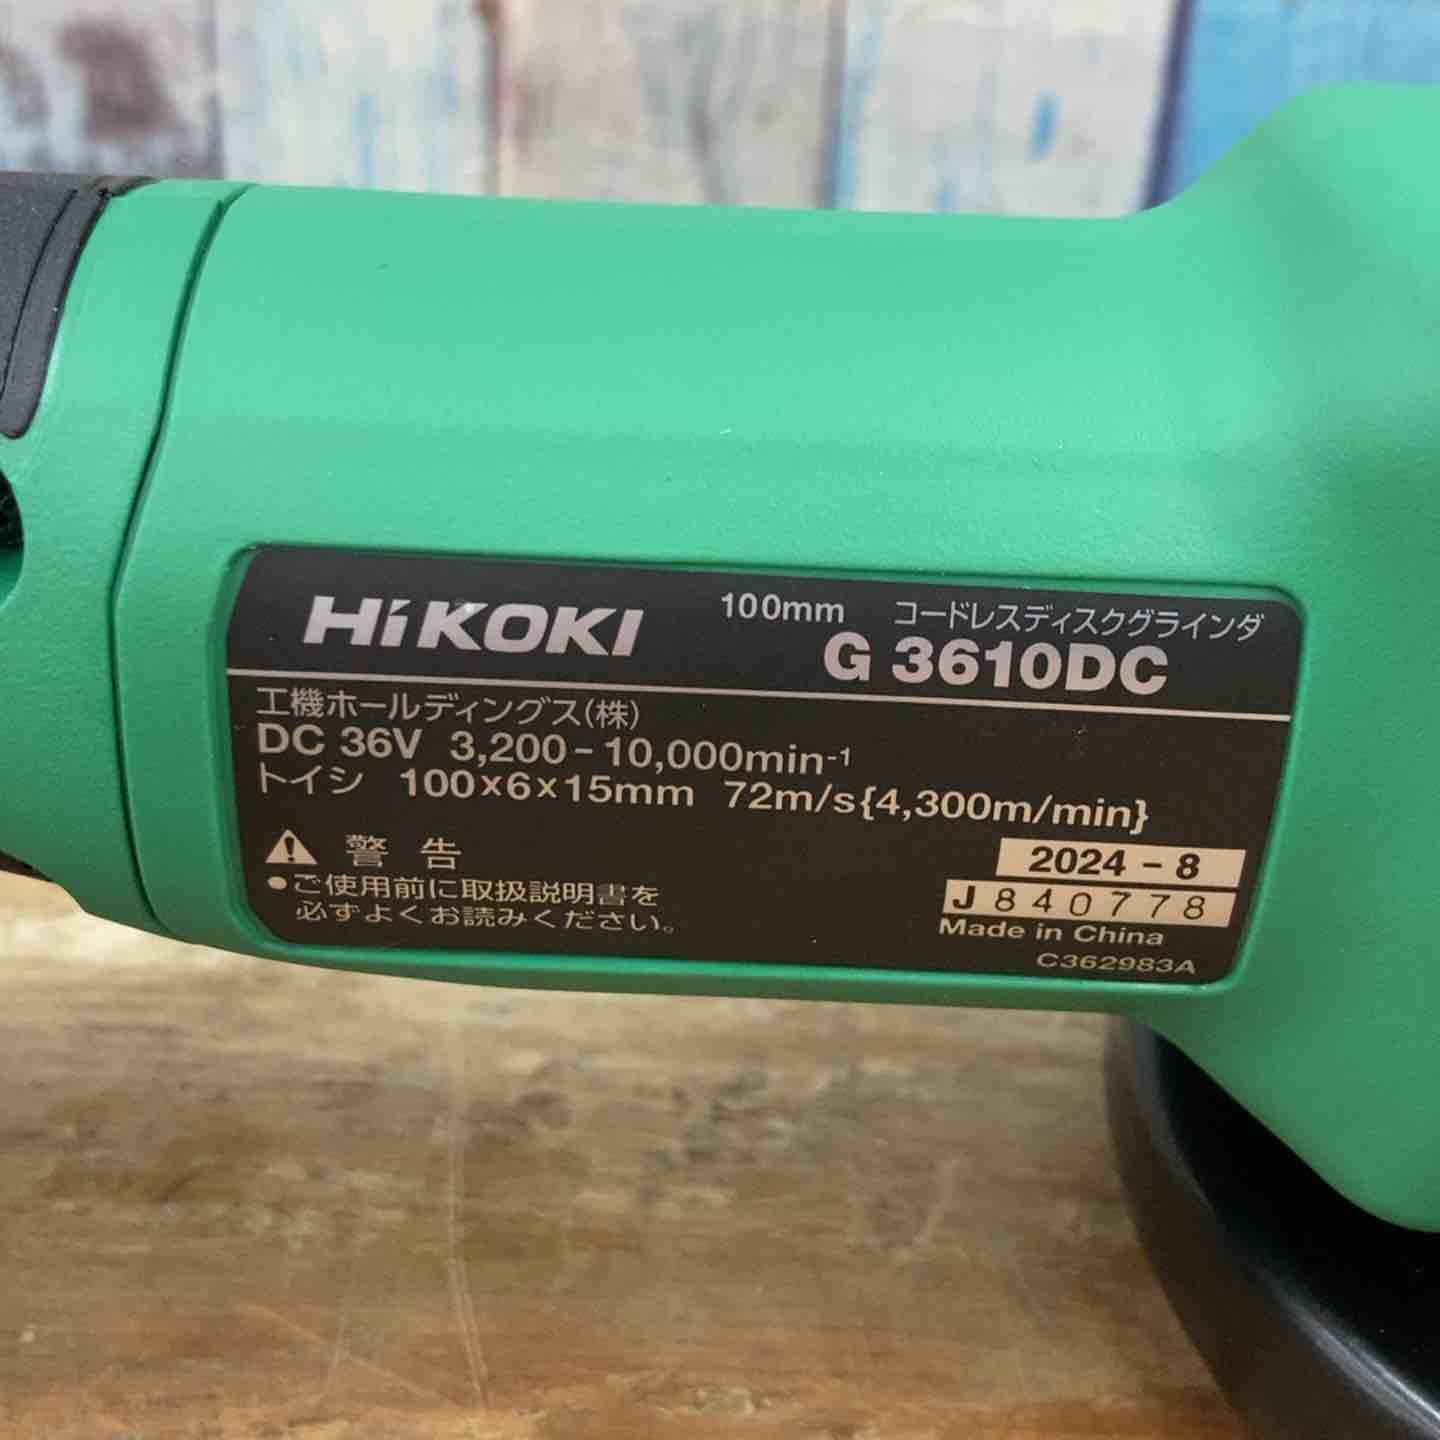 HiKOKI 100mm コードレスディスクグラインダ
G 3610DC
工機ホールディングス(株)
DC 36V 3,200-10,000min-1
トイシ 100×6×15mm 72m/s{4,300m/min}
警告
●ご使用前に取扱説明書を
必ずよくお読みください。
2024 - 8
J840778
Made in China
C362983A